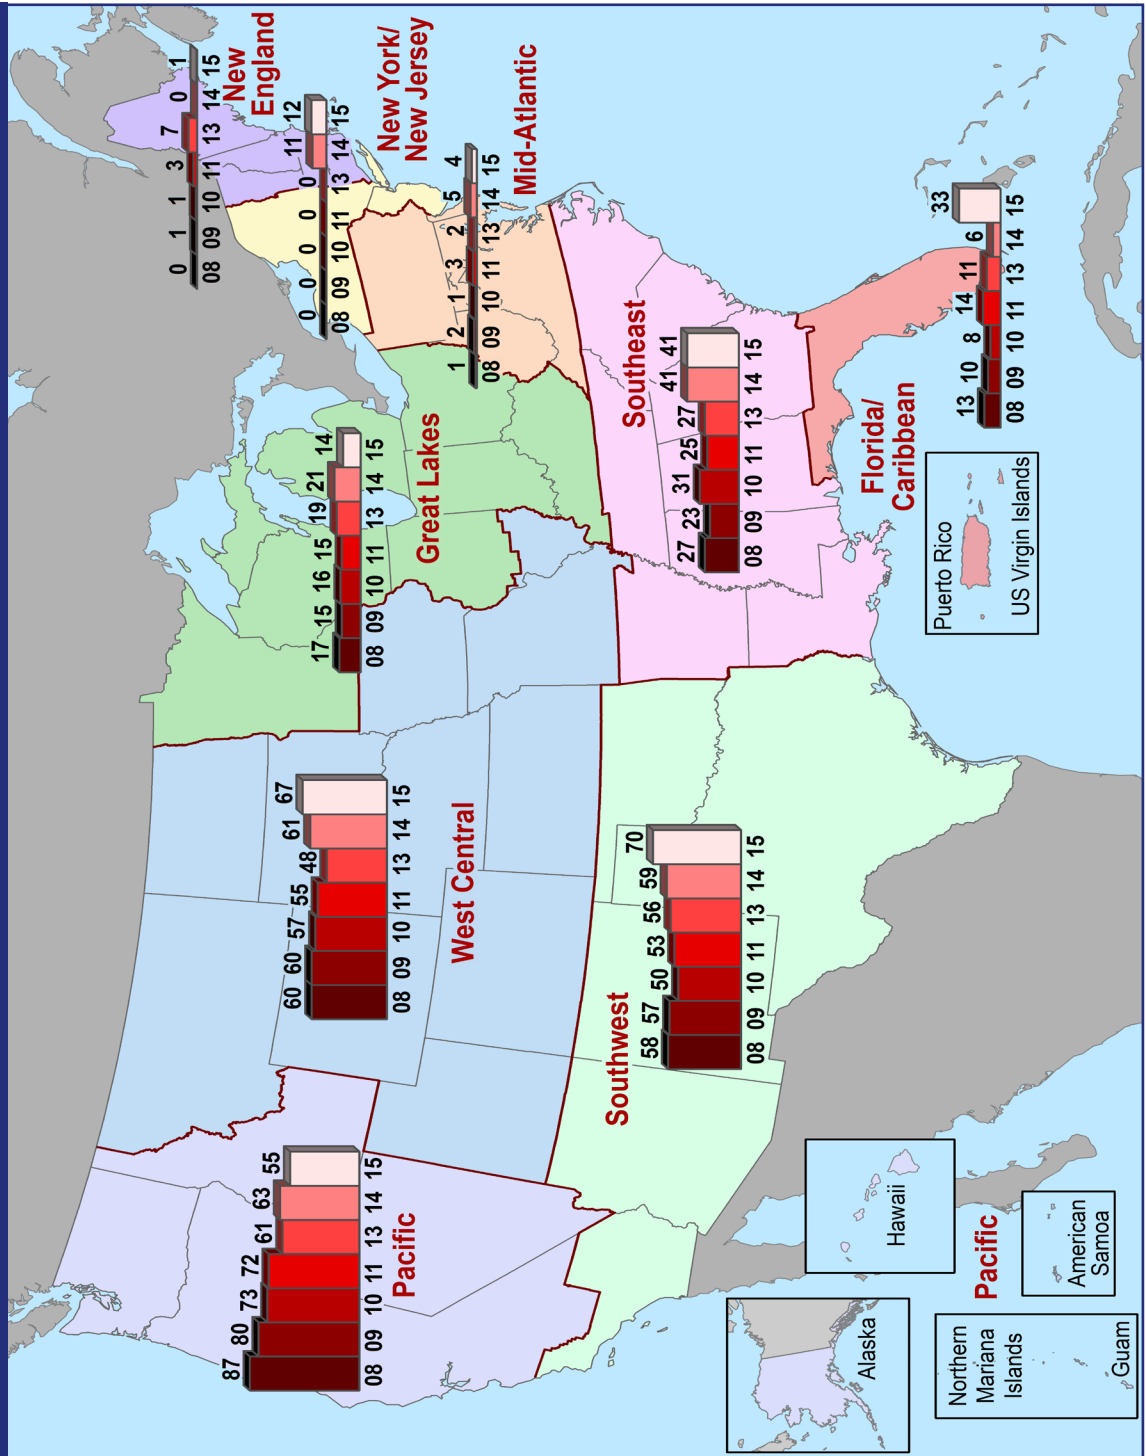 Pacific
87 80 73 72 61 63 55
08 09 10 11 13 14 15
West Central
60 60 57 55 48 61 67
08 09 10 11 13 14 15
Great Lakes
17 15 16 15 19 21 14
08 09 10 11 13 14 15
New
England
0 1 1 3 7 0 1
08 09 10 11 13 14 15
New York/
New Jersey
0 0 0 0 0 11 12
08 09 10 11 13 14 15
Mid-Atlantic
1 2 1 3 2 5 4
08 09 10 11 13 14 15
Southwest
58 57 50 53 56 59 70
08 09 10 11 13 14 15
Southeast
27 23 31 25 27 41 41
08 09 10 11 13 14 15
Florida/
Caribbean
13 10 8 14 11 6 33
08 09 10 11 13 14 15
Alaska
Hawaii
Pacific
Northern
Mariana
Islands
Guam
American
Samoa
Puerto Rico
US Virgin Islands